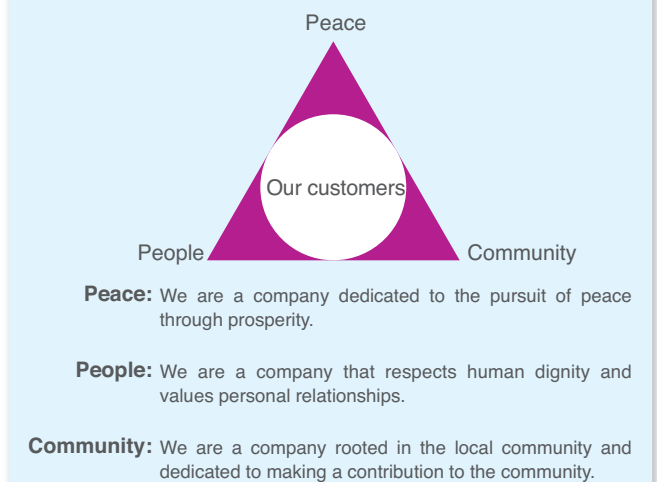 Peace
Our customers
People
Community
Peace: We are a company dedicated to the pursuit of peace
through prosperity.
People: We are a company that respects human dignity and
values personal relationships.
Community: We are a company rooted in the local community and
dedicated to making a contribution to the community.